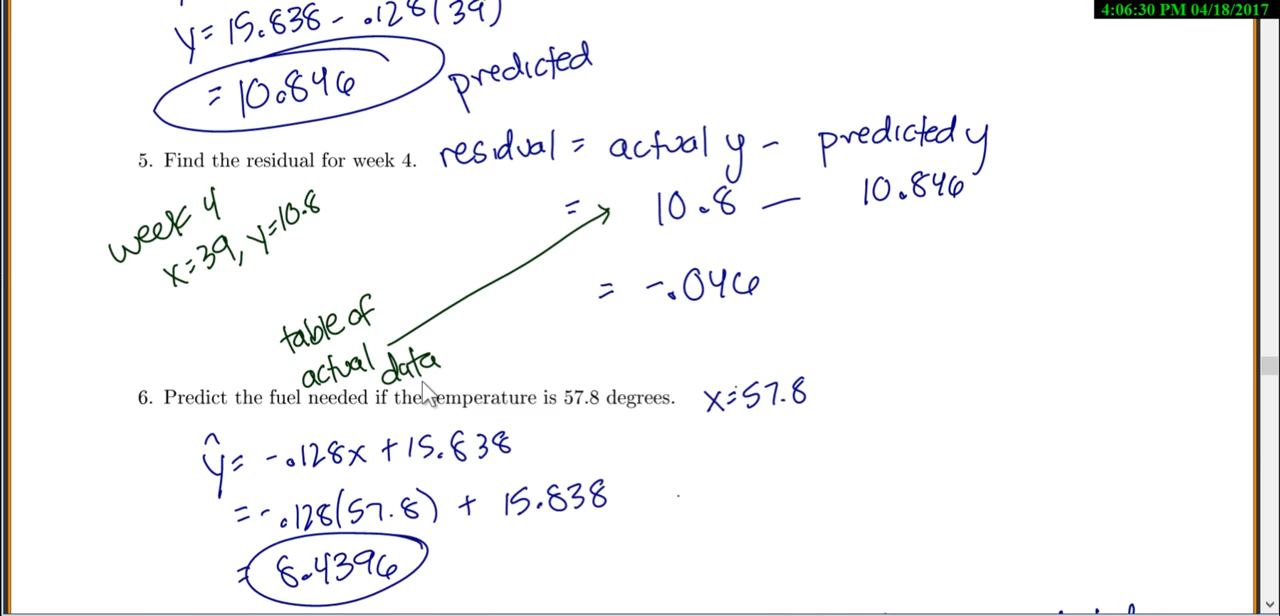 4:06:30 PM 04/18/2017
y = 15.838 - .128(39)
= 10.846 predicted
5. Find the residual for week 4. residual = actual y - predicted y
week 4
x=39, y=10.8
= 10.8 - 10.846
= -.046
table of
actual data
6. Predict the fuel needed if the temperature is 57.8 degrees. x=57.8
ŷ = -.128x + 15.838
= -.128(57.8) + 15.838
= 8.4396